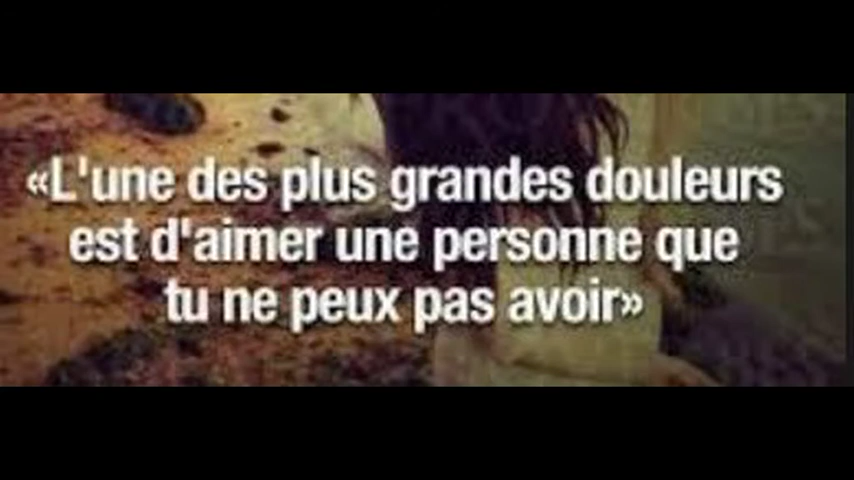 «L'une des plus grandes douleurs
est d'aimer une personne que
tu ne peux pas avoir»